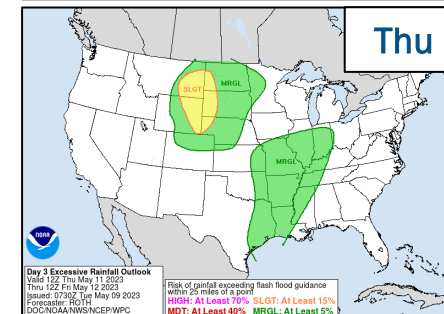 Thu
SLGT
MRGL
MRGL
NOAA
Day 3 Excessive Rainfall Outlook
Valid 12Z Thu May 11 2023
Thru 12Z Fri May 12 2023
Issued: 0730Z Tue May 09 2023
Forecaster: ROTH
DOC/NOAA/NWS/NCEP/WPC
Risk of rainfall exceeding flash flood guidance
within 25 miles of a point
HIGH: At Least 70% SLGT: At Least 15%
MDT: At Least 40% MRGL: At Least 5%